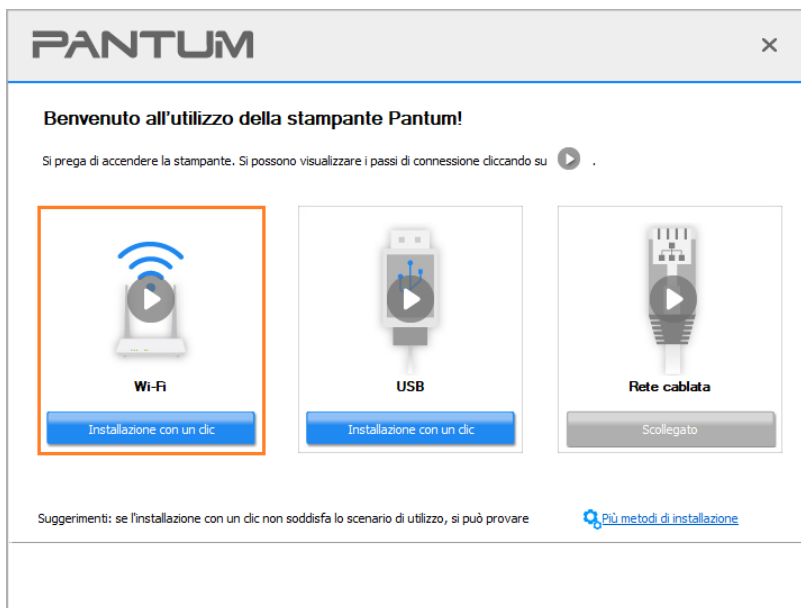 PANTUM
Benvenuto all'utilizzo della stampante Pantum!
Si prega di accendere la stampante. Si possono visualizzare i passi di connessione cliccando su .
Wi-Fi
USB
Rete cablata
Installazione con un clic
Installazione con un clic
Scollegato
Suggerimenti: se l'installazione con un clic non soddisfa lo scenario di utilizzo, si può provare Più metodi di installazione